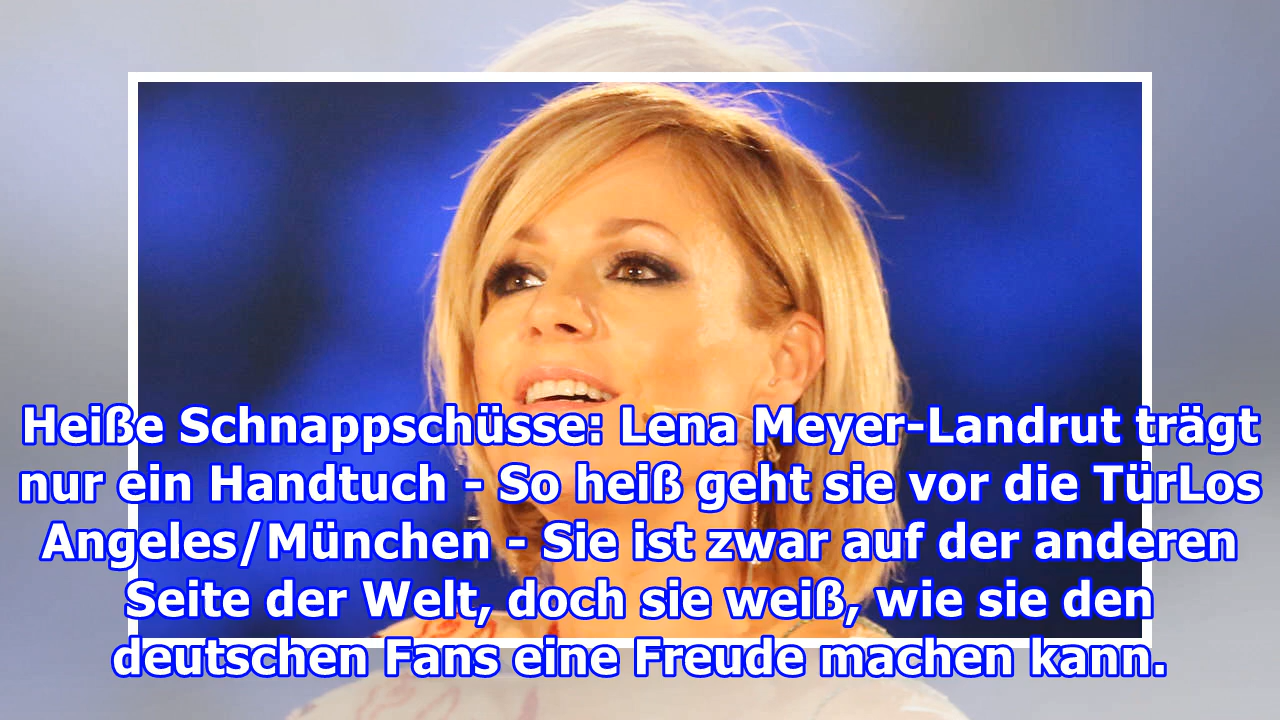 Heiße Schnappschüsse: Lena Meyer-Landrut trägt
nur ein Handtuch - So heiß geht sie vor die TürLos
Angeles/München - Sie ist zwar auf der anderen
Seite der Welt, doch sie weiß, wie sie den
deutschen Fans eine Freude machen kann.